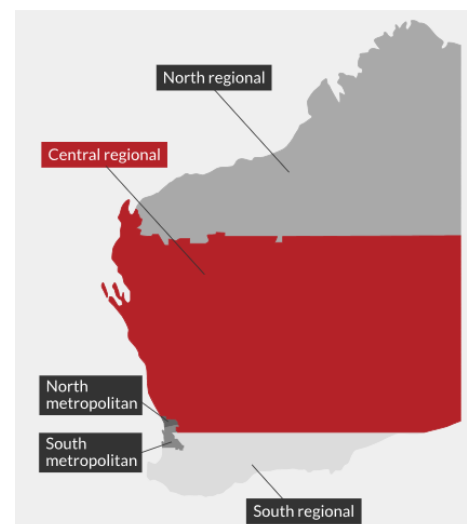 North regional
Central regional
North
metropolitan
South
metropolitan
South regional